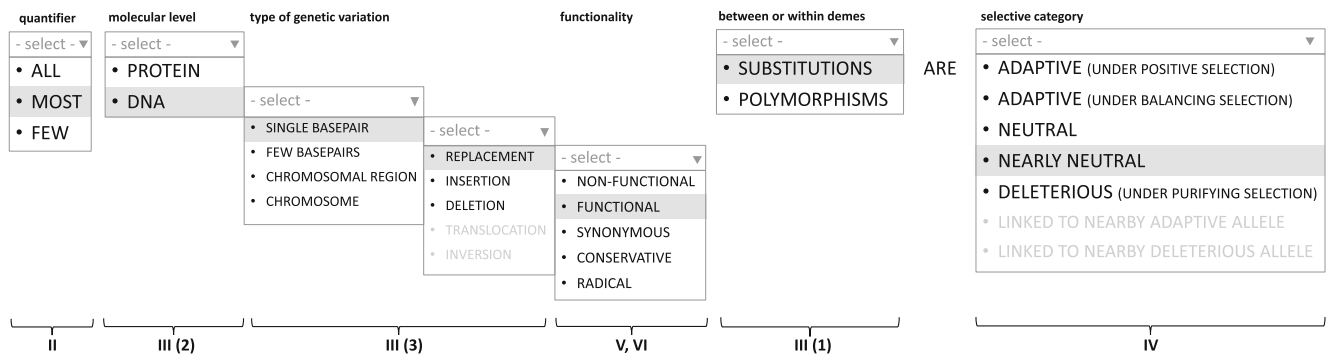 quantifier
molecular level
type of genetic variation
functionality
between or within demes
selective category
- select -
• ALL
• MOST
• FEW
- select -
• PROTEIN
• DNA
- select -
• SINGLE BASEPAIR
• FEW BASEPAIRS
• CHROMOSOMAL REGION
• CHROMOSOME
- select -
• REPLACEMENT
• INSERTION
• DELETION
• TRANSLOCATION
• INVERSION
- select -
• NON-FUNCTIONAL
• FUNCTIONAL
• SYNONYMOUS
• CONSERVATIVE
• RADICAL
- select -
• SUBSTITUTIONS
• POLYMORPHISMS
ARE
- select -
• ADAPTIVE (UNDER POSITIVE SELECTION)
• ADAPTIVE (UNDER BALANCING SELECTION)
• NEUTRAL
• NEARLY NEUTRAL
• DELETERIOUS (UNDER PURIFYING SELECTION)
• LINKED TO NEARBY ADAPTIVE ALLELE
• LINKED TO NEARBY DELETERIOUS ALLELE
II
III (2)
III (3)
V, VI
III (1)
IV